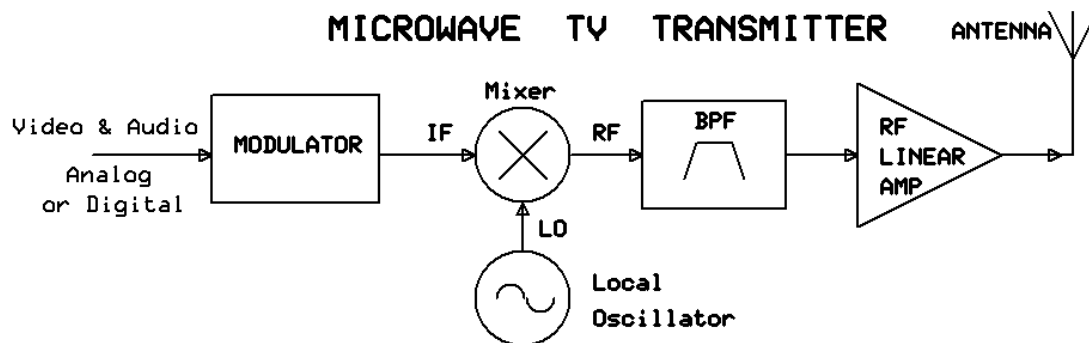 MICROWAVE TV TRANSMITTER
ANTENNA
Video & Audio
Analog
or Digital
MODULATOR
IF
Mixer
RF
BPF
RF
LINEAR
AMP
LO
Local
Oscillator